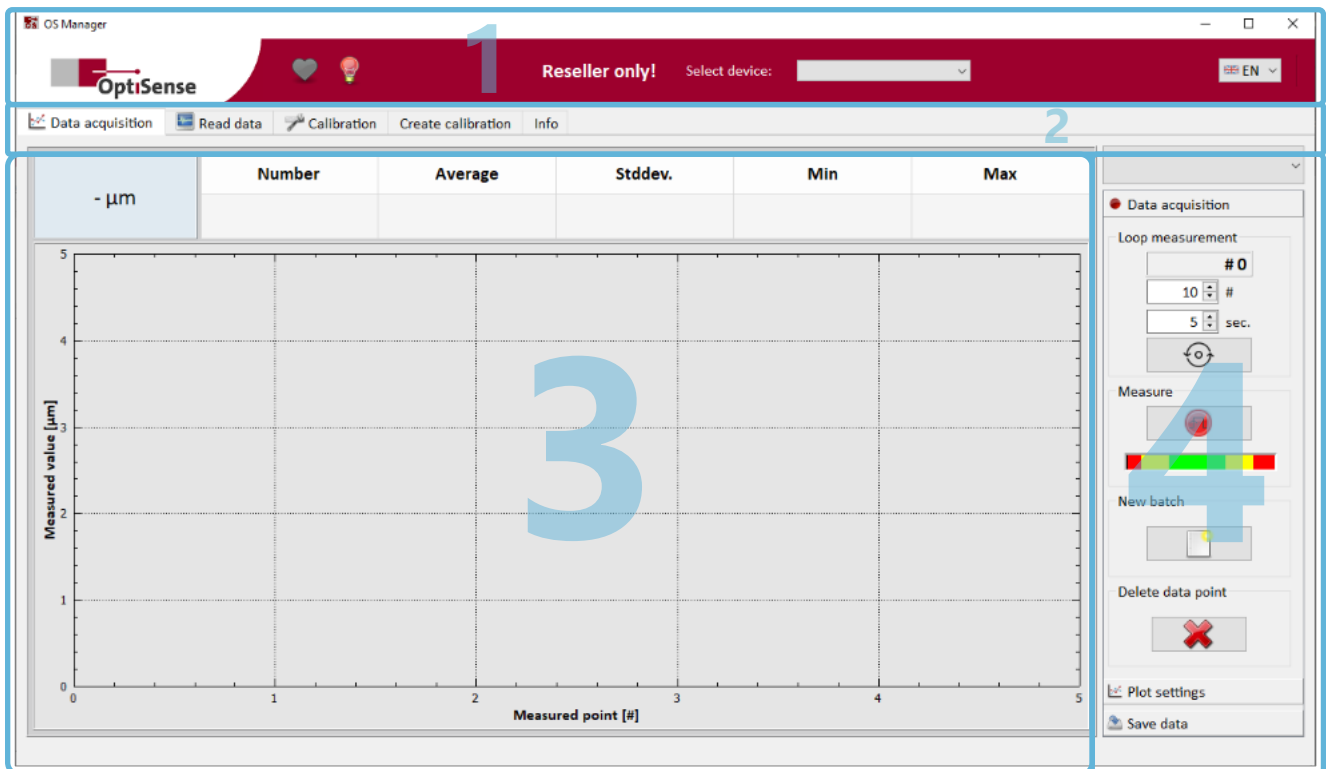 OS Manager
1
OptiSense
Reseller only! Select device:
EN
Data acquisition Read data Calibration Create calibration Info
2
- µm
Number Average Stddev. Min Max
Data acquisition
Loop measurement
# 0
10 #
5 sec.
Measure
New batch
Delete data point
Plot settings
Save data
3
4
5
4
3
2
1
0
Measured value [µm]
0 1 2 3 4 5
Measured point [#]